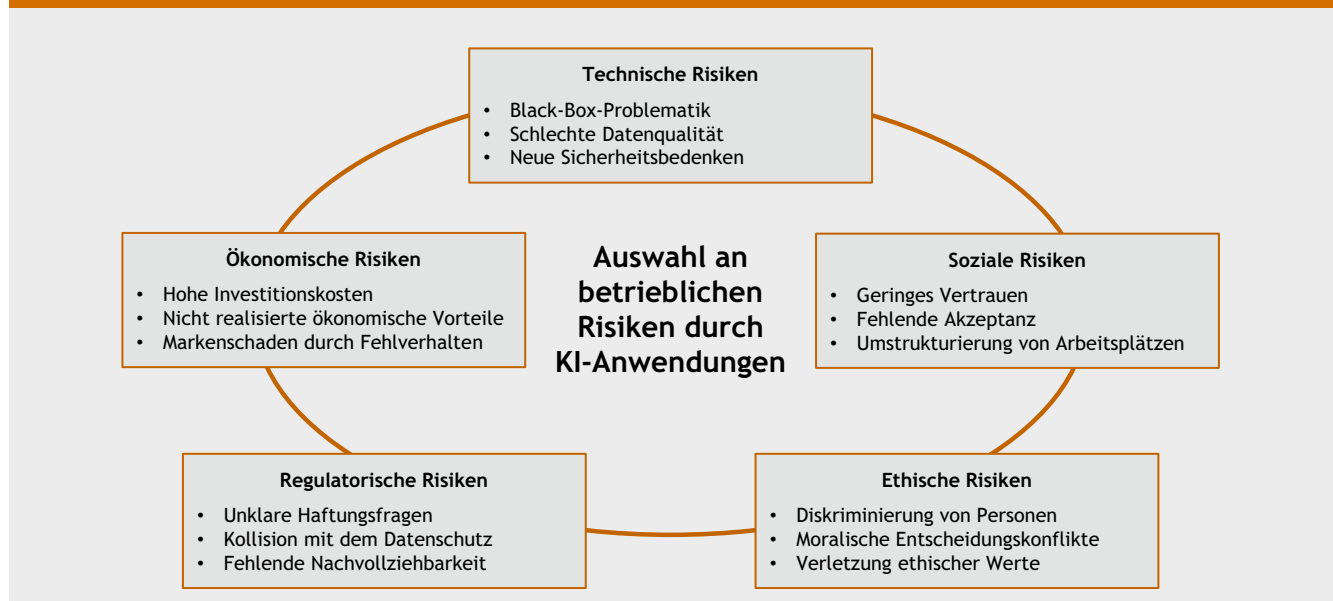 Technische Risiken
• Black-Box-Problematik
• Schlechte Datenqualität
• Neue Sicherheitsbedenken
Ökonomische Risiken
• Hohe Investitionskosten
• Nicht realisierte ökonomische Vorteile
• Markenschaden durch Fehlverhalten
Auswahl an
betrieblichen
Risiken durch
KI-Anwendungen
Soziale Risiken
• Geringes Vertrauen
• Fehlende Akzeptanz
• Umstrukturierung von Arbeitsplätzen
Regulatorische Risiken
• Unklare Haftungsfragen
• Kollision mit dem Datenschutz
• Fehlende Nachvollziehbarkeit
Ethische Risiken
• Diskriminierung von Personen
• Moralische Entscheidungskonflikte
• Verletzung ethischer Werte